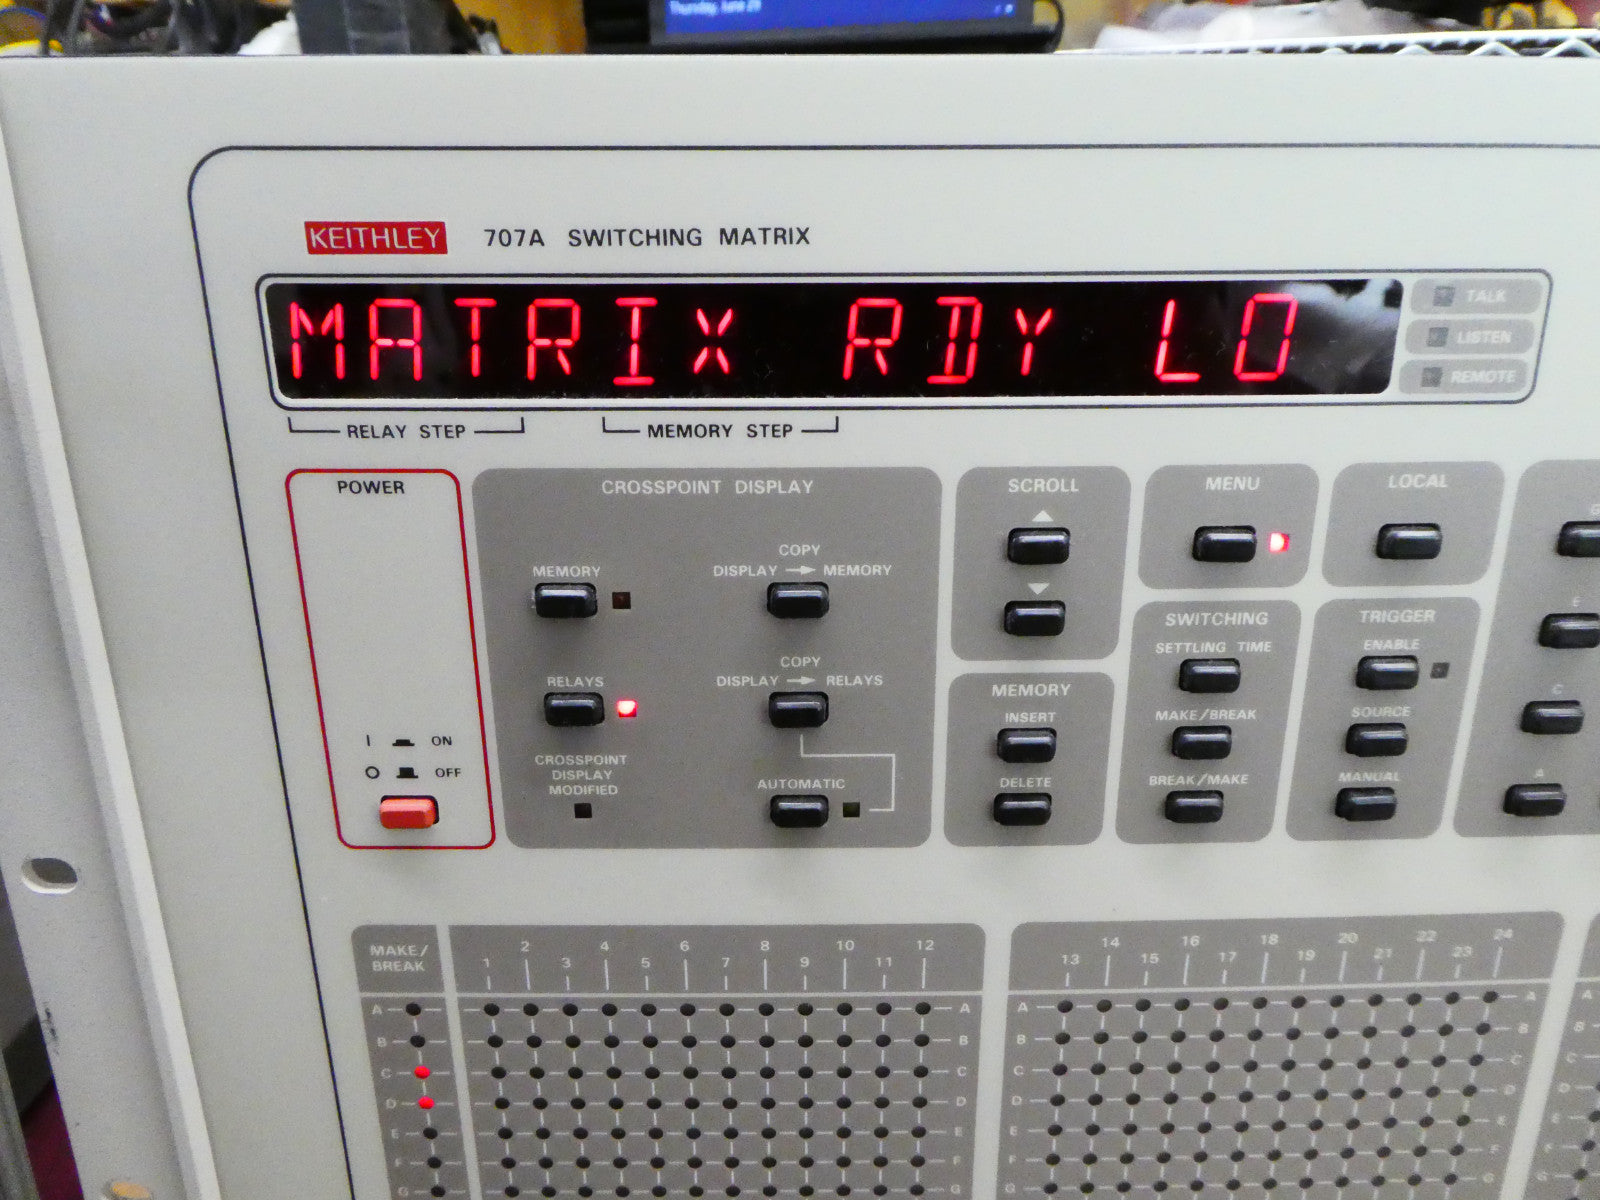 Thursday, June 29
KEITHLEY 707A SWITCHING MATRIX
MATRIX RDY LO
TALK
LISTEN
REMOTE
RELAY STEP MEMORY STEP
POWER
I ON
O OFF
CROSSPOINT DISPLAY
MEMORY
COPY
DISPLAY → MEMORY
RELAYS
COPY
DISPLAY → RELAYS
CROSSPOINT
DISPLAY
MODIFIED
AUTOMATIC
SCROLL
MENU
LOCAL
MEMORY
INSERT
DELETE
SWITCHING
SETTLING TIME
MAKE/BREAK
BREAK/MAKE
TRIGGER
ENABLE
SOURCE
MANUAL
E
C
A
MAKE/
BREAK
2 4 6 8 10 12
1 3 5 7 9 11
14 16 18 20 22 24
13 15 17 19 21 23
A A A A A
B B B B B
C C C C C
D D D D D
E E E E E
F F F F F
G G G G G